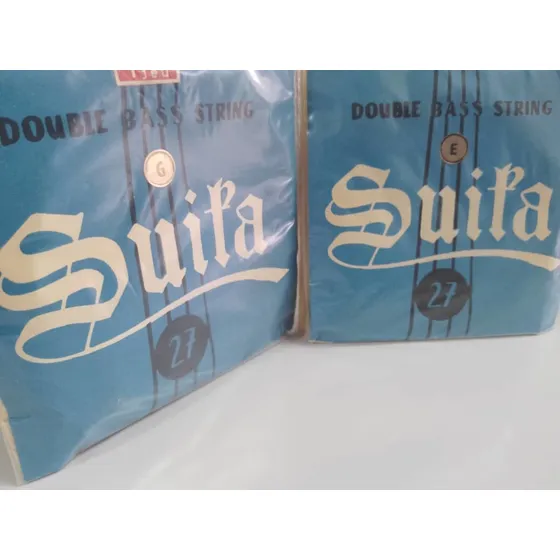 DOUBLE BASS STRING
G
Suika
27
DOUBLE BASS STRING
E
Suika
27